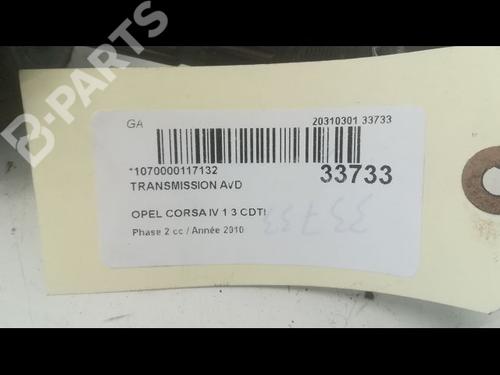 B-PARTS
GA
20310301 33733
*1070000117132
33733
TRANSMISSION AVD
OPEL CORSA IV 1 3 CDTI
Phase 2 cc / Année 2010
33733